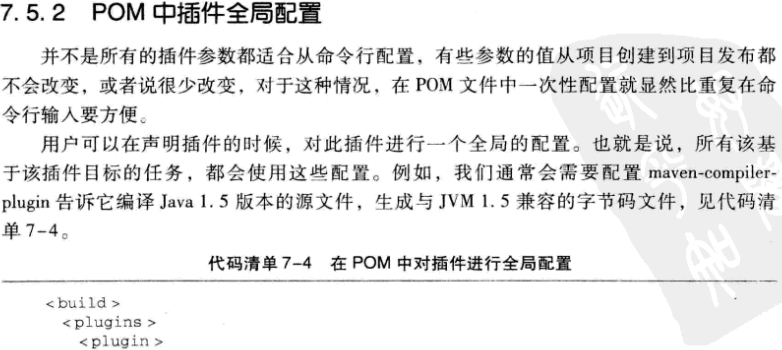 7.5.2 POM 中插件全局配置
并不是所有的插件参数都适合从命令行配置，有些参数的值从项目创建到项目发布都
不会改变，或者说很少改变，对于这种情况，在 POM 文件中一次性配置就显然比重复在命
令行输入要方便。
用户可以在声明插件的时候，对此插件进行一个全局的配置。也就是说，所有该基
于该插件目标的任务，都会使用这些配置。例如，我们通常会需要配置 maven-compiler-
plugin 告诉它编译 Java 1.5 版本的源文件，生成与 JVM 1.5 兼容的字节码文件，见代码清
单 7-4。
代码清单 7-4 在 POM 中对插件进行全局配置
<build>
<plugins>
<plugin>